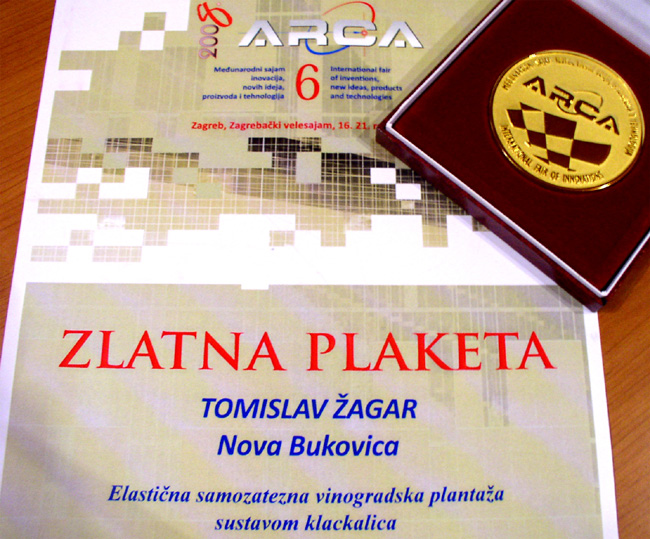 2008
ARCA
Međunarodni sajam
inovacija,
novih ideja,
proizvoda i tehnologija
6
International fair
of inventions,
new ideas, products
and technologies
Zagreb, Zagrebački velesajam, 16. 21.
ZLATNA PLAKETA
TOMISLAV ŽAGAR
Nova Bukovica
Elastična samozatezna vinogradska plantaža
sustavom klackalica
ARCA
INTERNATIONAL FAIR OF INNOVATIONS